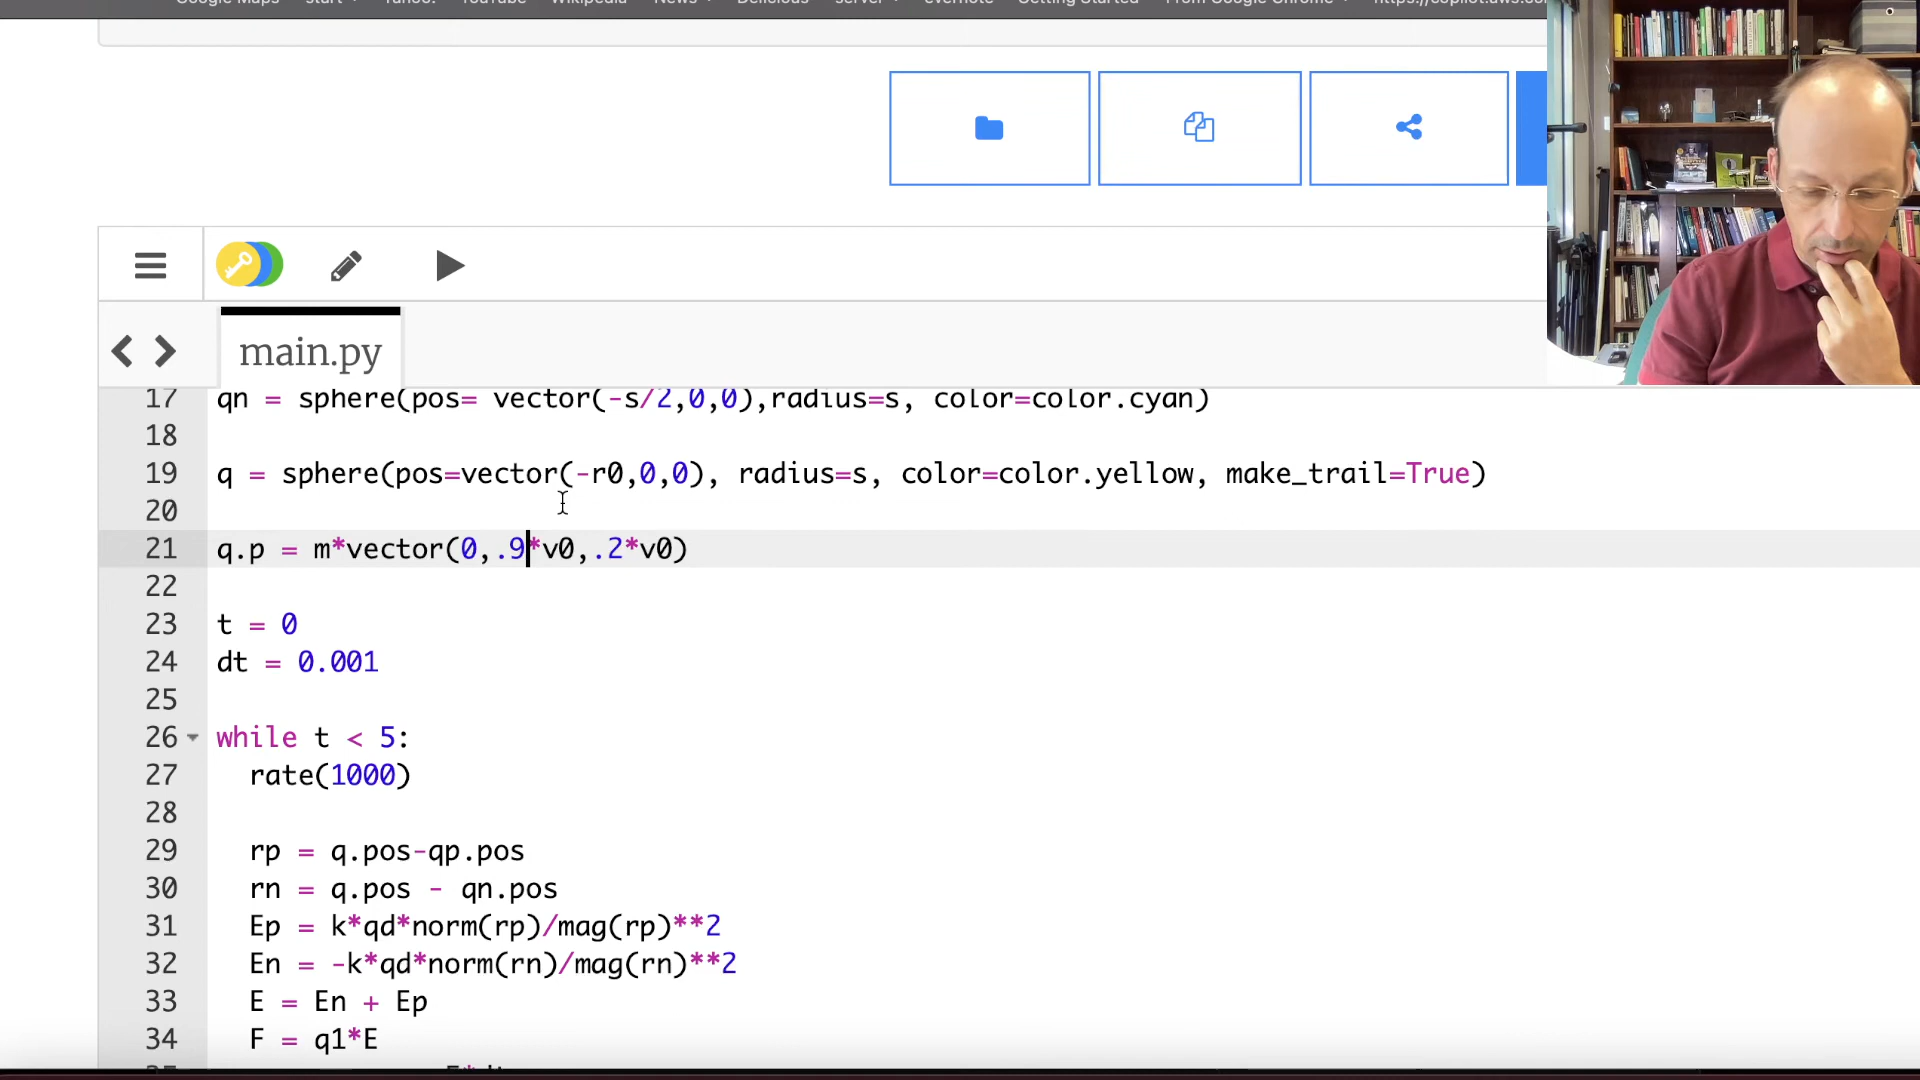 Google Maps start Yahoo! YouTube Wikipedia News Delicious server evernote Getting Started From Google Chrome https://copilot.aws.con
main.py
17 qn = sphere(pos= vector(-s/2,0,0),radius=s, color=color.cyan)
18
19 q = sphere(pos=vector(-r0,0,0), radius=s, color=color.yellow, make_trail=True)
20
21 q.p = m*vector(0,.9*v0,.2*v0)
22
23 t = 0
24 dt = 0.001
25
26 while t < 5:
27 rate(1000)
28
29 rp = q.pos-qp.pos
30 rn = q.pos - qn.pos
31 Ep = k*qd*norm(rp)/mag(rp)**2
32 En = -k*qd*norm(rn)/mag(rn)**2
33 E = En + Ep
34 F = q1*E